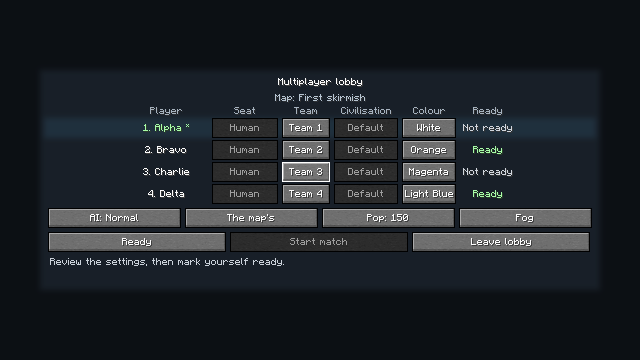 Multiplayer lobby
Map: First skirmish
Player Seat Team Civilisation Colour Ready
1. Alpha * Human Team 1 Default White Not ready
2. Bravo Human Team 2 Default Orange Ready
3. Charlie Human Team 3 Default Magenta Not ready
4. Delta Human Team 4 Default Light Blue Ready
AI: Normal The map's Pop: 150 Fog
Ready Start match Leave lobby
Review the settings, then mark yourself ready.